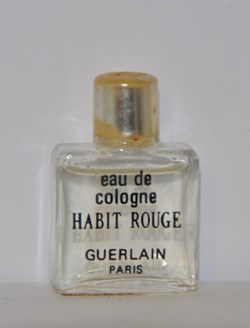 eau de
cologne
HABIT ROUGE
GUERLAIN
PARIS